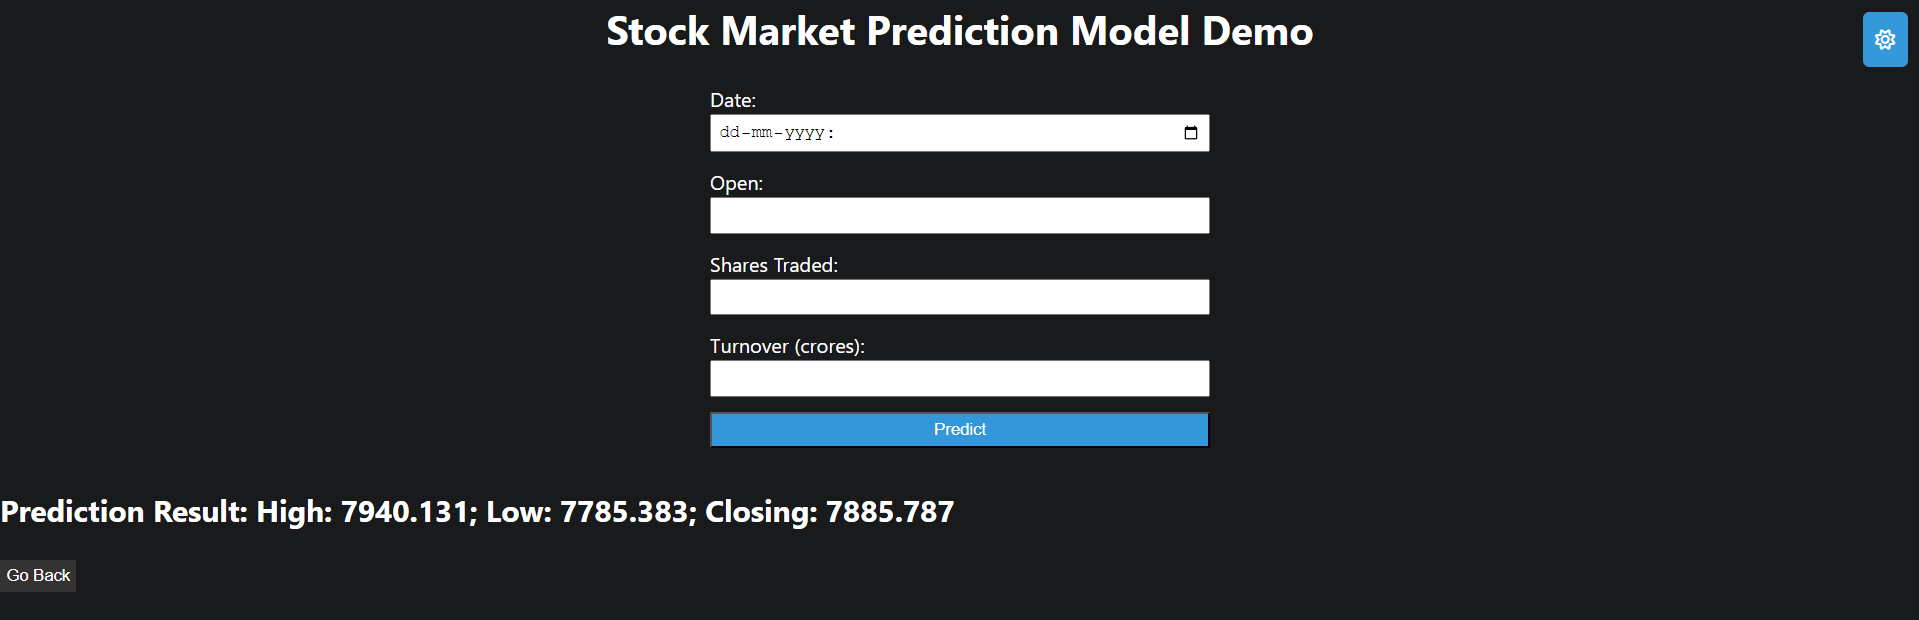 Stock Market Prediction Model Demo
Date:
dd-mm-yyyy:
Open:
Shares Traded:
Turnover (crores):
Predict
Prediction Result: High: 7940.131; Low: 7785.383; Closing: 7885.787
Go Back